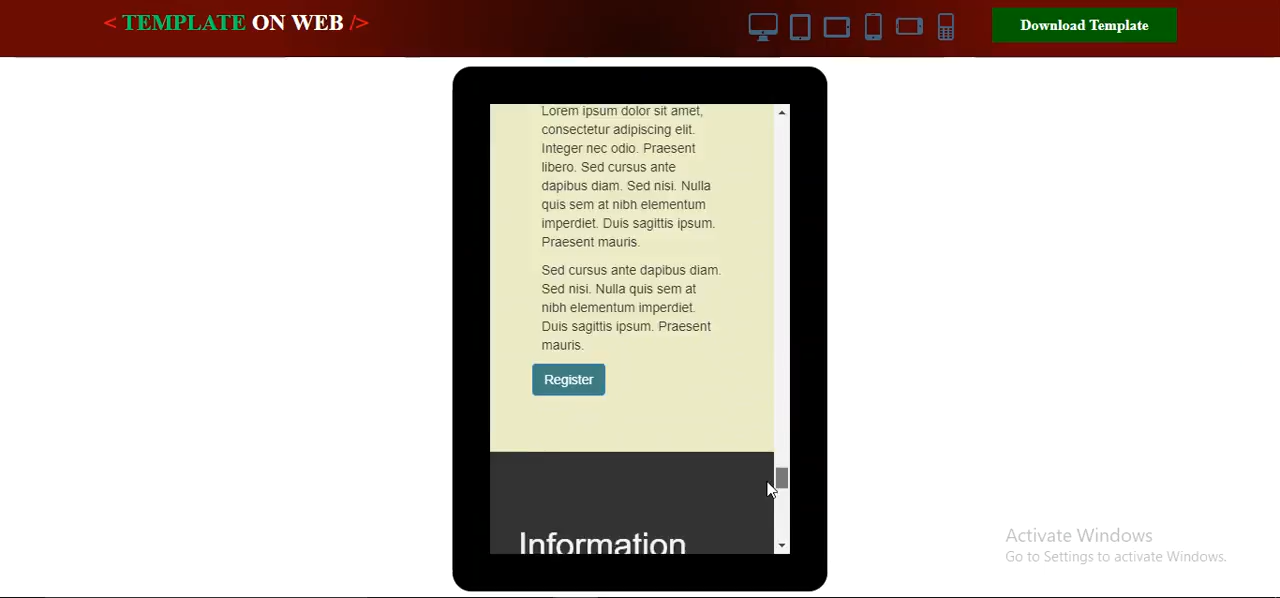 < TEMPLATE ON WEB />
Download Template
Lorem ipsum dolor sit amet,
consectetur adipiscing elit.
Integer nec odio. Praesent
libero. Sed cursus ante
dapibus diam. Sed nisi. Nulla
quis sem at nibh elementum
imperdiet. Duis sagittis ipsum.
Praesent mauris.
Sed cursus ante dapibus diam.
Sed nisi. Nulla quis sem at
nibh elementum imperdiet.
Duis sagittis ipsum. Praesent
mauris.
Register
Information
Activate Windows
Go to Settings to activate Windows.